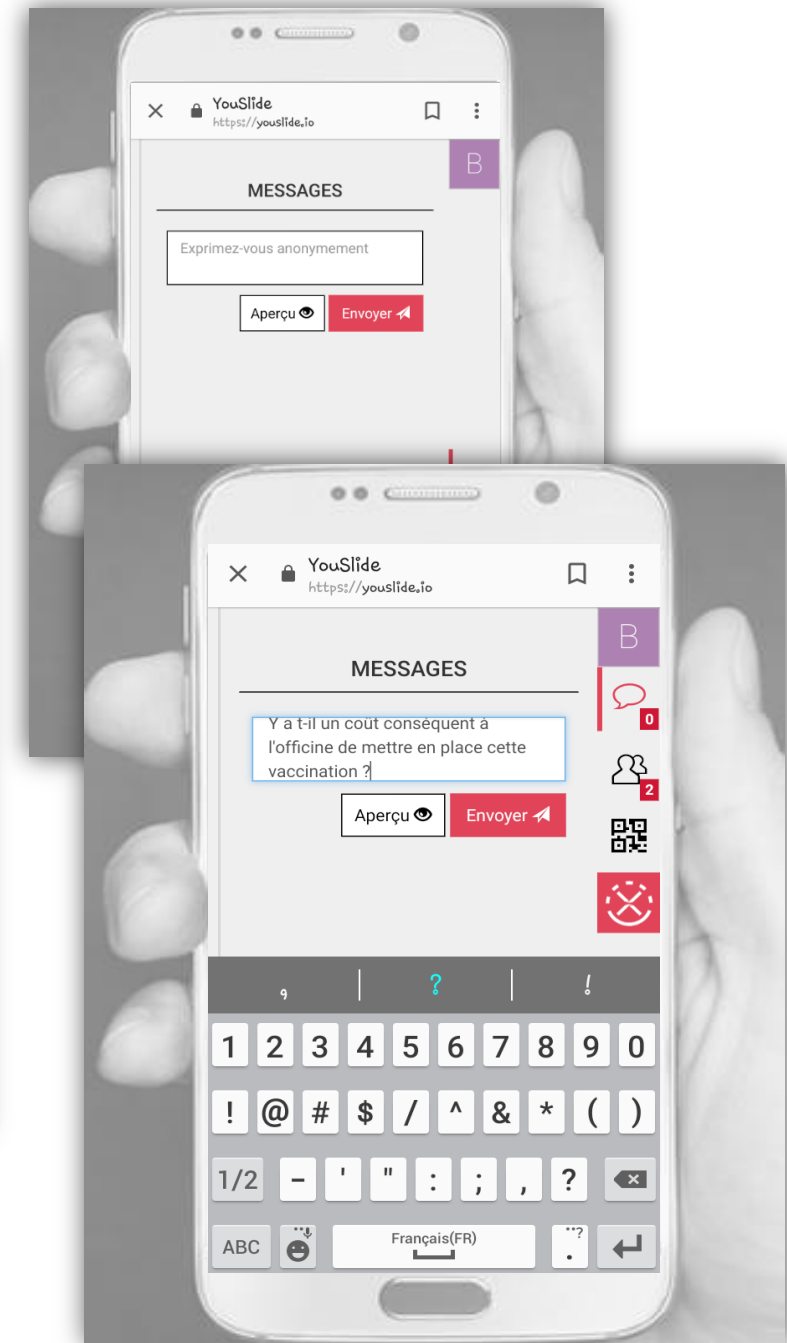 YouSlide
https://youslide.io
B
MESSAGES
Exprimez-vous anonymement
Aperçu
Envoyer
YouSlide
https://youslide.io
B
MESSAGES
0
Y a t-il un coût conséquent à
l'officine de mettre en place cette
vaccination ?
2
Aperçu
Envoyer
, ? !
1 2 3 4 5 6 7 8 9 0
! @ # $ / ^ & * ( )
1/2 - ' " : ; , ?
ABC Français(FR) . ?